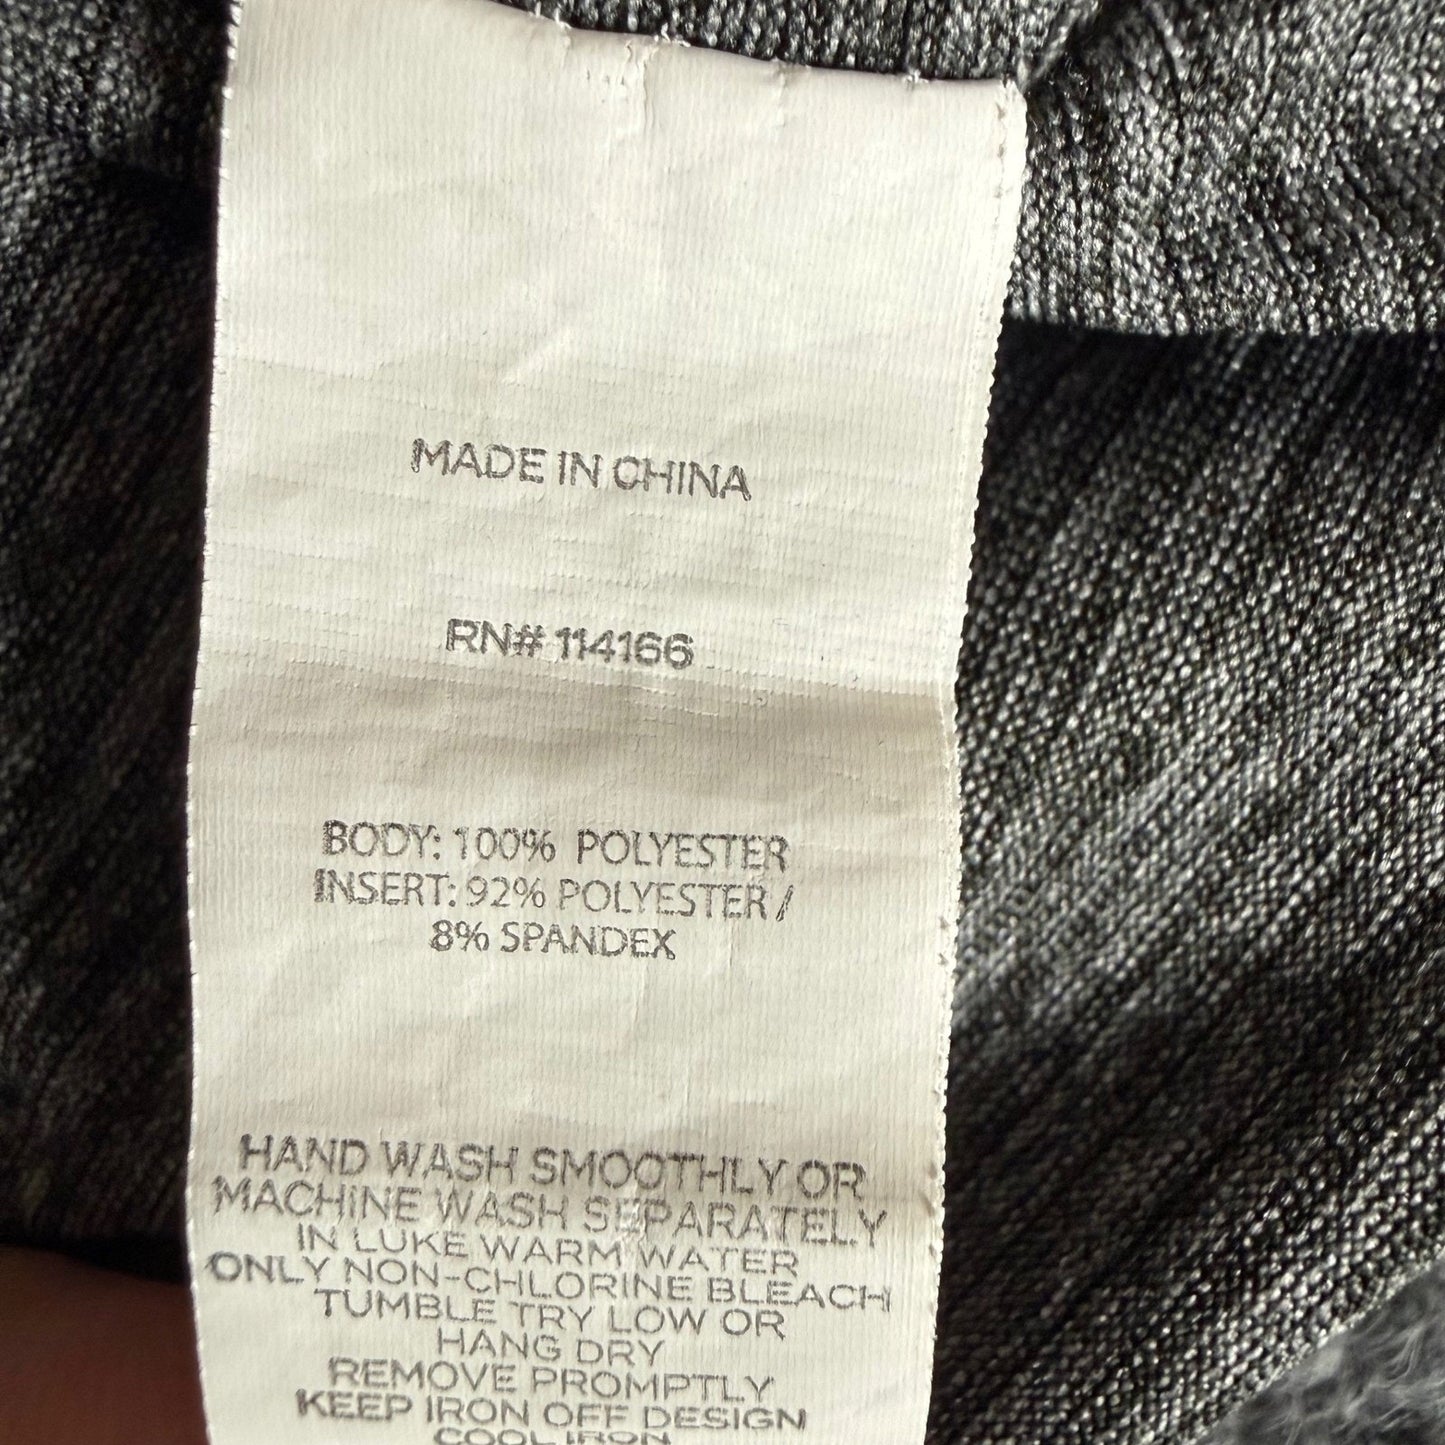 MADE IN CHINA
RN# 114166
BODY: 100% POLYESTER
INSERT: 92% POLYESTER /
8% SPANDEX
HAND WASH SMOOTHLY OR
MACHINE WASH SEPARATELY
IN LUKE WARM WATER
ONLY NON-CHLORINE BLEACH
TUMBLE TRY LOW OR
HANG DRY
REMOVE PROMPTLY
KEEP IRON OFF DESIGN
COOL IRON